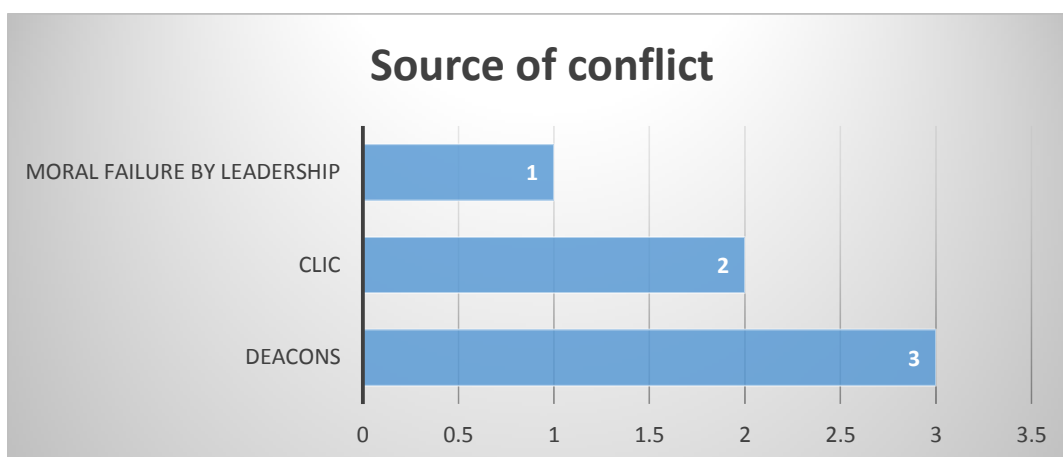 Source of conflict
MORAL FAILURE BY LEADERSHIP
1
CLIC
2
DEACONS
3
0 0.5 1 1.5 2 2.5 3 3.5